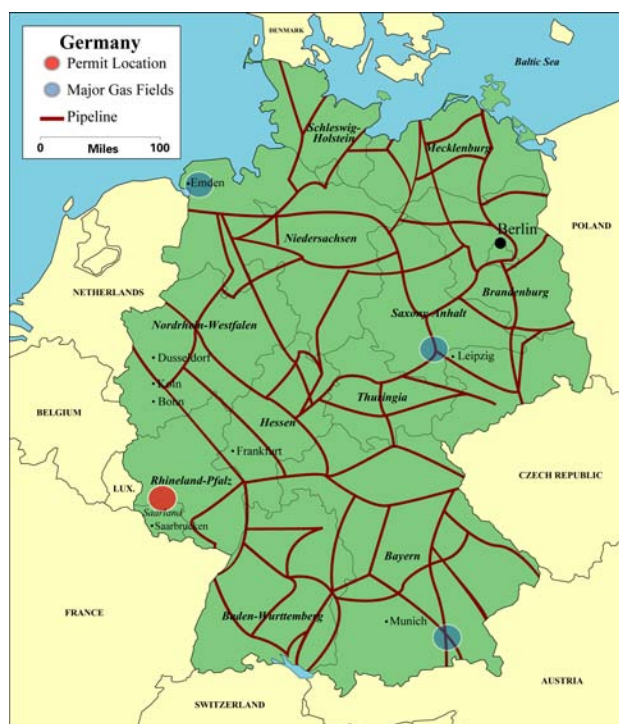 Germany
Permit Location
Major Gas Fields
Pipeline
0
100
Miles
DENMARK
Baltic Sea
Schleswig-
Holstein
Mecklenburg
Emden
Berlin
POLAND
Niedersachsen
NETHERLANDS
Brandenburg
Saxony-Anhalt
Nordrhein-Westfalen
Dusseldorf
Leipzig
Koln
Bonn
BELGIUM
Thuringia
Hessen
Frankfurt
CZECH REPUBLIC
LUX.
Rhineland-Pfalz
Saarland
Saarbrucken
Bayern
FRANCE
Baden-Wurttemberg
Munich
AUSTRIA
SWITZERLAND